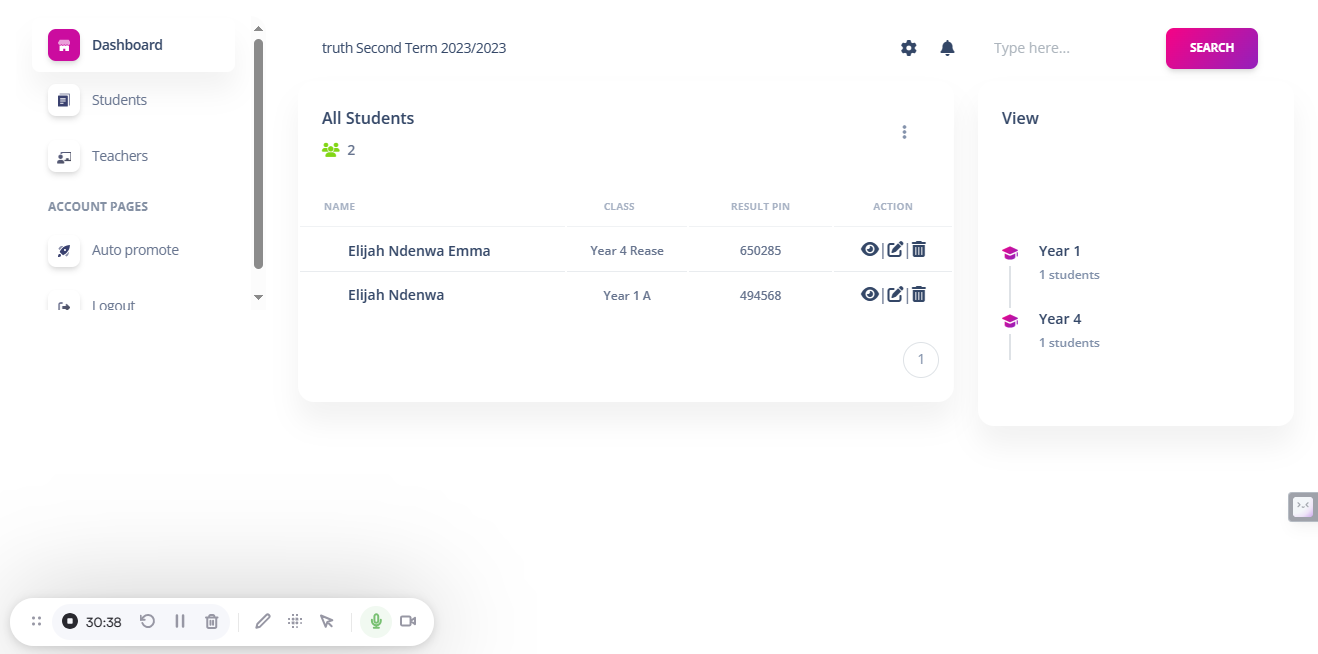 Dashboard
Students
Teachers
ACCOUNT PAGES
Auto promote
Logout
truth Second Term 2023/2023
Type here...
SEARCH
All Students
2
NAME CLASS RESULT PIN ACTION
Elijah Ndenwa Emma Year 4 Rease 650285 | |
Elijah Ndenwa Year 1 A 494568 | |
1
View
Year 1
1 students
Year 4
1 students
30:38